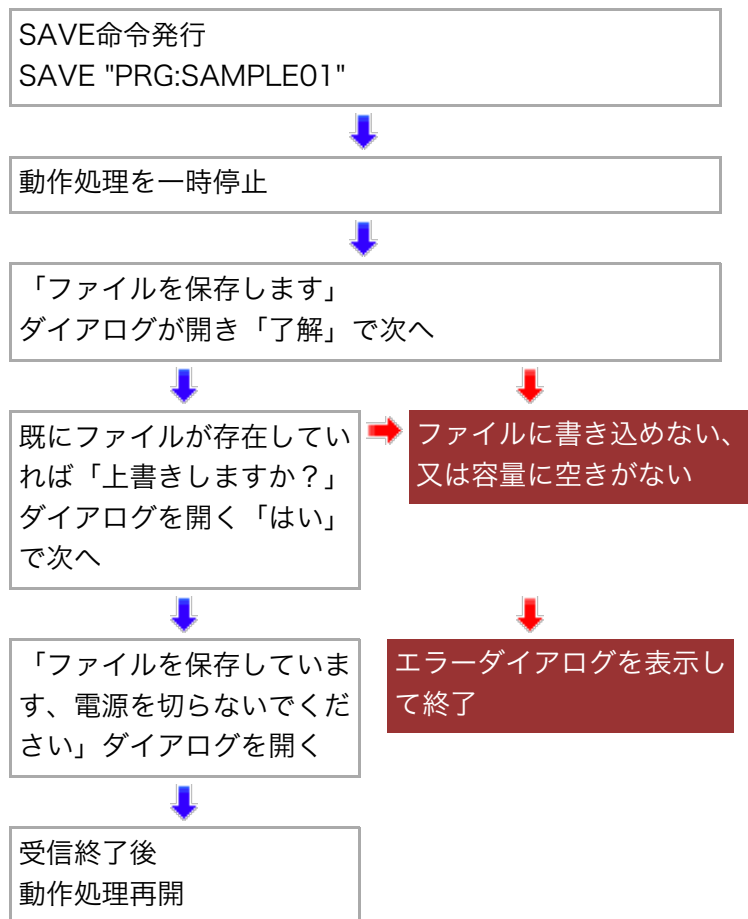 SAVE命令発行
SAVE "PRG:SAMPLE01"
動作処理を一時停止
「ファイルを保存します」
ダイアログが開き「了解」で次へ
既にファイルが存在してい
れば「上書きしますか?」
ダイアログを開く「はい」
で次へ
ファイルに書き込めない、
又は容量に空きがない
「ファイルを保存していま
す、電源を切らないでくだ
さい」ダイアログを開く
エラーダイアログを表示し
て終了
受信終了後
動作処理再開